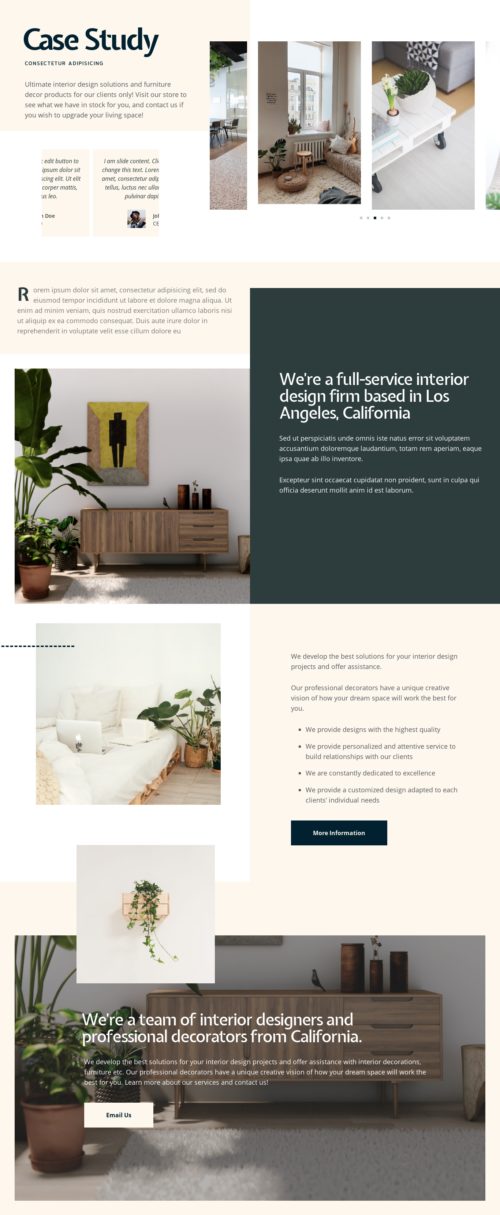 Case Study
CONSECTETUR ADIPISICING
Ultimate interior design solutions and furniture
decor products for our clients only! Visit our store to
see what we have in stock for you, and contact us if
you wish to upgrade your living space!
edit button to
ipsum dolor sit
scing elit. Ut elit
corper mattis,
us leo.
Doe
I am slide content. Cli
change this text. Lorem
amet, consectetur adip
tellus, luctus nec ullam
pulvinar dapi
Jo
CE
Rorem ipsum dolor sit amet, consectetur adipisicing elit, sed do
eiusmod tempor incididunt ut labore et dolore magna aliqua. Ut
enim ad minim veniam, quis nostrud exercitation ullamco laboris nisi
ut aliquip ex ea commodo consequat. Duis aute irure dolor in
reprehenderit in voluptate velit esse cillum dolore eu
We're a full-service interior
design firm based in Los
Angeles, California
Sed ut perspiciatis unde omnis iste natus error sit voluptatem
accusantium doloremque laudantium, totam rem aperiam, eaque
ipsa quae ab illo inventore.
Excepteur sint occaecat cupidatat non proident, sunt in culpa qui
officia deserunt mollit anim id est laborum.
We develop the best solutions for your interior design
projects and offer assistance.
Our professional decorators have a unique creative
vision of how your dream space will work the best for
you.
We provide designs with the highest quality
We provide personalized and attentive service to
build relationships with our clients
We are constantly dedicated to excellence
We provide a customized design adapted to each
clients' individual needs
More Information
We're a team of interior designers and
professional decorators from California.
We develop the best solutions for your interior design projects and offer assistance with interior decorations,
furniture etc. Our professional decorators have a unique creative vision of how your dream space will work the
best for you. Learn more about our services and contact us!
Email Us